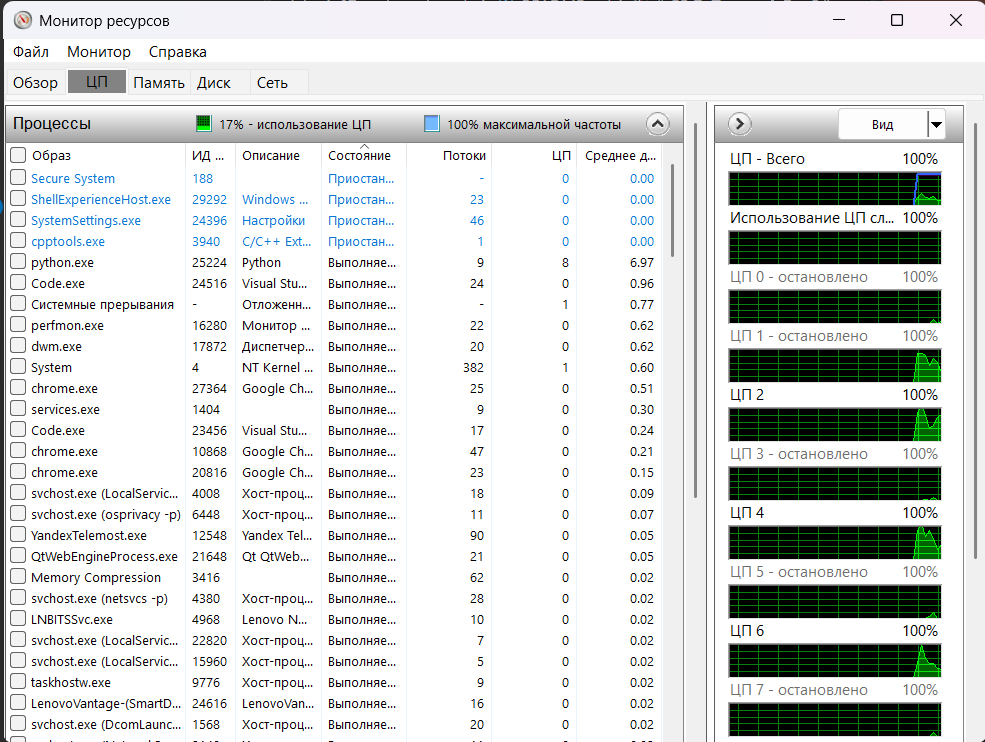 Монитор ресурсов
Файл Монитор Справка
Обзор ЦП Память Диск Сеть
Процессы 17% - использование ЦП 100% максимальной частоты
Образ ИД ... Описание Состояние Потоки ЦП Среднее д...
Secure System 188 Приостан... - 0 0.00
ShellExperienceHost.exe 29292 Windows ... Приостан... 23 0 0.00
SystemSettings.exe 24396 Настройки Приостан... 46 0 0.00
cpptools.exe 3940 C/C++ Ext... Приостан... 1 0 0.00
python.exe 25224 Python Выполняе... 9 8 6.97
Code.exe 24516 Visual Stu... Выполняе... 24 0 0.96
Системные прерывания - Отложенн... Выполняе... - 1 0.77
perfmon.exe 16280 Монитор ... Выполняе... 22 0 0.62
dwm.exe 17872 Диспетчер... Выполняе... 20 0 0.62
System 4 NT Kernel ... Выполняе... 382 1 0.60
chrome.exe 27364 Google Ch... Выполняе... 25 0 0.51
services.exe 1404 Выполняе... 9 0 0.30
Code.exe 23456 Visual Stu... Выполняе... 17 0 0.24
chrome.exe 10868 Google Ch... Выполняе... 47 0 0.21
chrome.exe 20816 Google Ch... Выполняе... 23 0 0.15
svchost.exe (LocalServic... 4008 Хост-проц... Выполняе... 18 0 0.09
svchost.exe (osprivacy -p) 6448 Хост-проц... Выполняе... 11 0 0.07
YandexTelemost.exe 12548 Yandex Tel... Выполняе... 90 0 0.05
QtWebEngineProcess.exe 21648 Qt QtWeb... Выполняе... 21 0 0.05
Memory Compression 3416 Выполняе... 62 0 0.02
svchost.exe (netsvcs -p) 4380 Хост-проц... Выполняе... 28 0 0.02
LNBITSSvc.exe 4968 Lenovo N... Выполняе... 10 0 0.02
svchost.exe (LocalServic... 22820 Хост-проц... Выполняе... 7 0 0.02
svchost.exe (LocalServic... 15960 Хост-проц... Выполняе... 5 0 0.02
taskhostw.exe 9776 Хост-проц... Выполняе... 9 0 0.02
LenovoVantage-(SmartD... 24616 LenovoVan... Выполняе... 16 0 0.02
svchost.exe (DcomLaunc... 1568 Хост-проц... Выполняе... 20 0 0.02
Вид
ЦП - Всего 100%
Использование ЦП сл... 100%
ЦП 0 - остановлено 100%
ЦП 1 - остановлено 100%
ЦП 2 100%
ЦП 3 - остановлено 100%
ЦП 4 100%
ЦП 5 - остановлено 100%
ЦП 6 100%
ЦП 7 - остановлено 100%